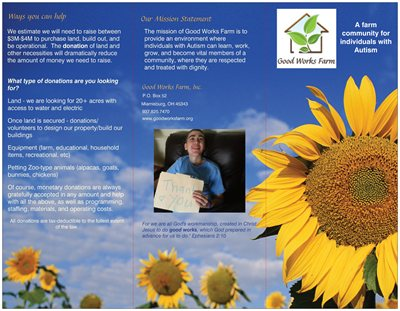 Ways you can help
We estimate we will need to raise between
$3M-$4M to purchase land, build out, and
be operational. The donation of land and
other necessities will dramatically reduce
the amount of money we need to raise.
What type of donations are you looking
for?
Land - we are looking for 20+ acres with
access to water and electric
Once land is secured - donations/
volunteers to design our property/build our
buildings
Equipment (farm, educational, household
items, recreational, etc)
Petting Zoo-type animals (alpacas, goats,
bunnies, chickens)
Of course, monetary donations are always
gratefully accepted in any amount and help
with all the above, as well as programming,
staffing, materials, and operating costs.
All donations are tax-deductible to the fullest extent
of the law.
Our Mission Statement
The mission of Good Works Farm is to
provide an environment where
individuals with Autism can learn, work,
grow, and become vital members of a
community, where they are respected
and treated with dignity.
Good Works Farm, Inc.
P.O. Box 52
Miamisburg, OH 45343
937.825.7470
www.goodworksfarm.org
Thank
you
For we are all God's workmanship, created in Christ
Jesus to do good works, which God prepared in
advance for us to do." Ephesians 2:10
Good Works Farm
A farm
community for
individuals with
Autism